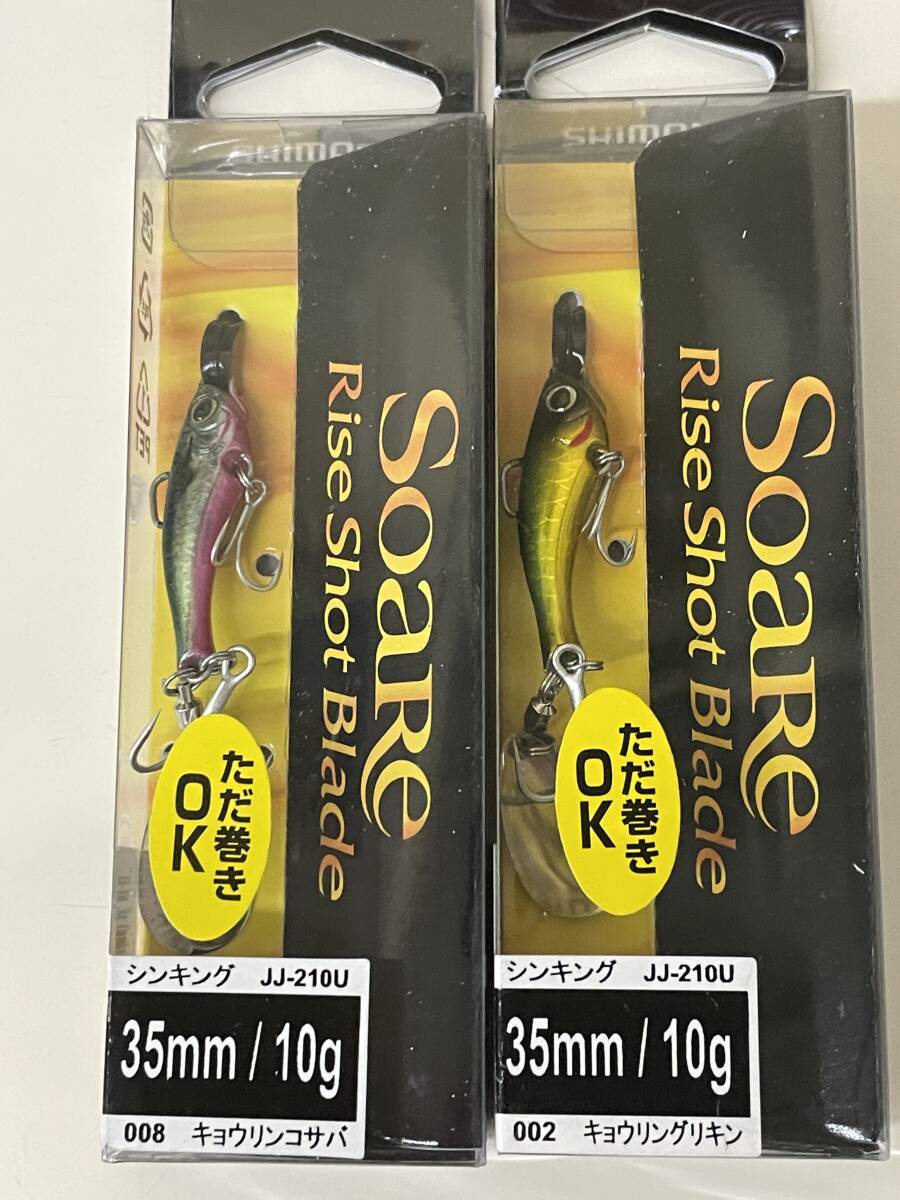 SHIMANO
SoaRe
Rise Shot Blade
ただ巻き
OK
シンキング JJ-210U
35mm / 10g
008 キョウリンコサバ
SHIMANO
SoaRe
Rise Shot Blade
ただ巻き
OK
シンキング JJ-210U
35mm / 10g
002 キョウリングリキン